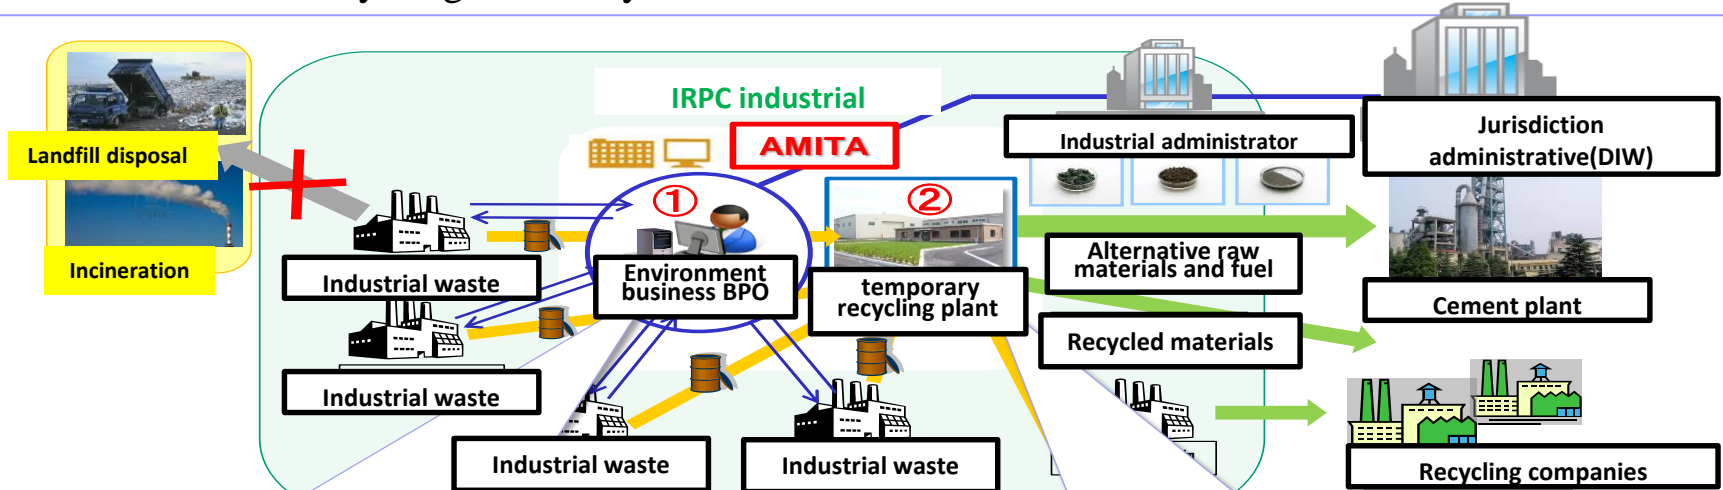 IRPC industrial
AMITA
Industrial administrator
Jurisdiction
administrative(DIW)
Landfill disposal
Incineration
①
②
Industrial waste
Environment
business BPO
temporary
recycling plant
Alternative raw
materials and fuel
Cement plant
Recycled materials
Industrial waste
Industrial waste
Industrial waste
Recycling companies